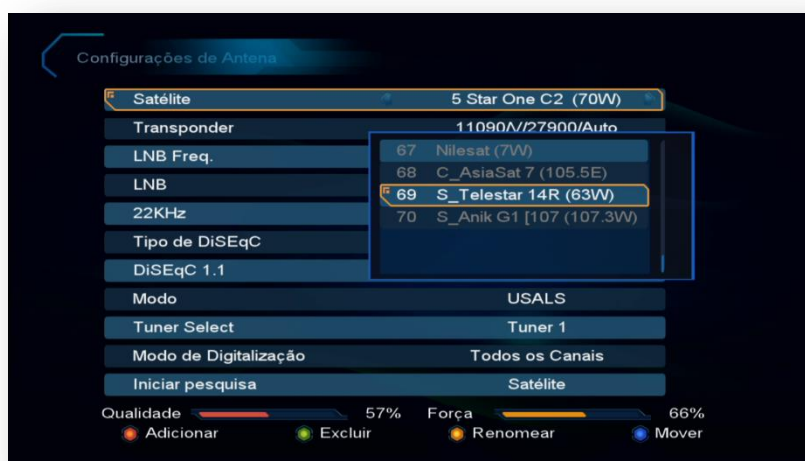 Configurações de Antena
Satélite 5 Star One C2 (70W)
Transponder 11090/V/27900/Auto
LNB Freq.
67 Nilesat (7W)
LNB
68 C_AsiaSat 7 (105.5E)
69 S_Telestar 14R (63W)
22KHz
70 S_Anik G1 [107 (107.3W)
Tipo de DiSEqC
DiSEqC 1.1
Modo USALS
Tuner Select Tuner 1
Modo de Digitalização Todos os Canais
Iniciar pesquisa Satélite
Qualidade 57% Força 66%
Adicionar Excluir Renomear Mover